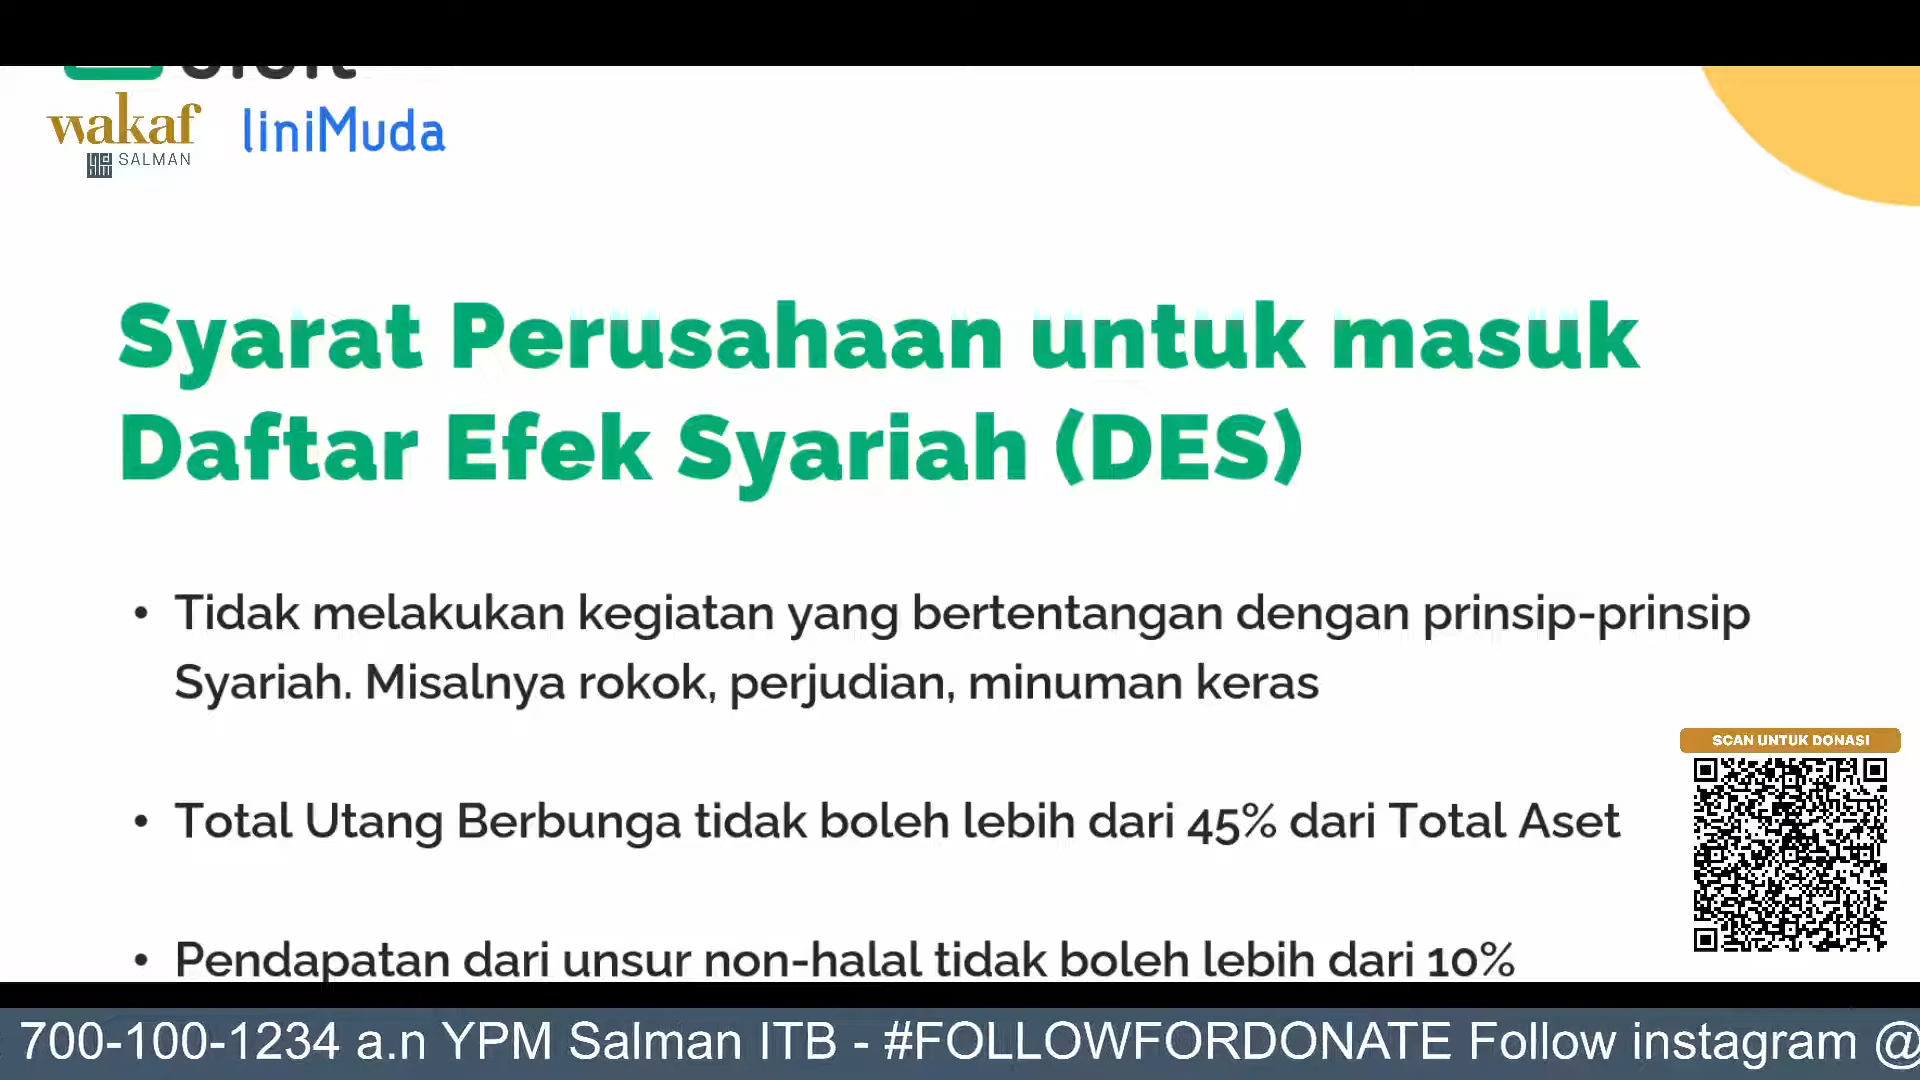 wakaf
SALMAN
liniMuda
Syarat Perusahaan untuk masuk
Daftar Efek Syariah (DES)
• Tidak melakukan kegiatan yang bertentangan dengan prinsip-prinsip
Syariah. Misalnya rokok, perjudian, minuman keras
SCAN UNTUK DONASI
• Total Utang Berbunga tidak boleh lebih dari 45% dari Total Aset
• Pendapatan dari unsur non-halal tidak boleh lebih dari 10%
700-100-1234 a.n YPM Salman ITB - #FOLLOWFORDONATE Follow instagram @